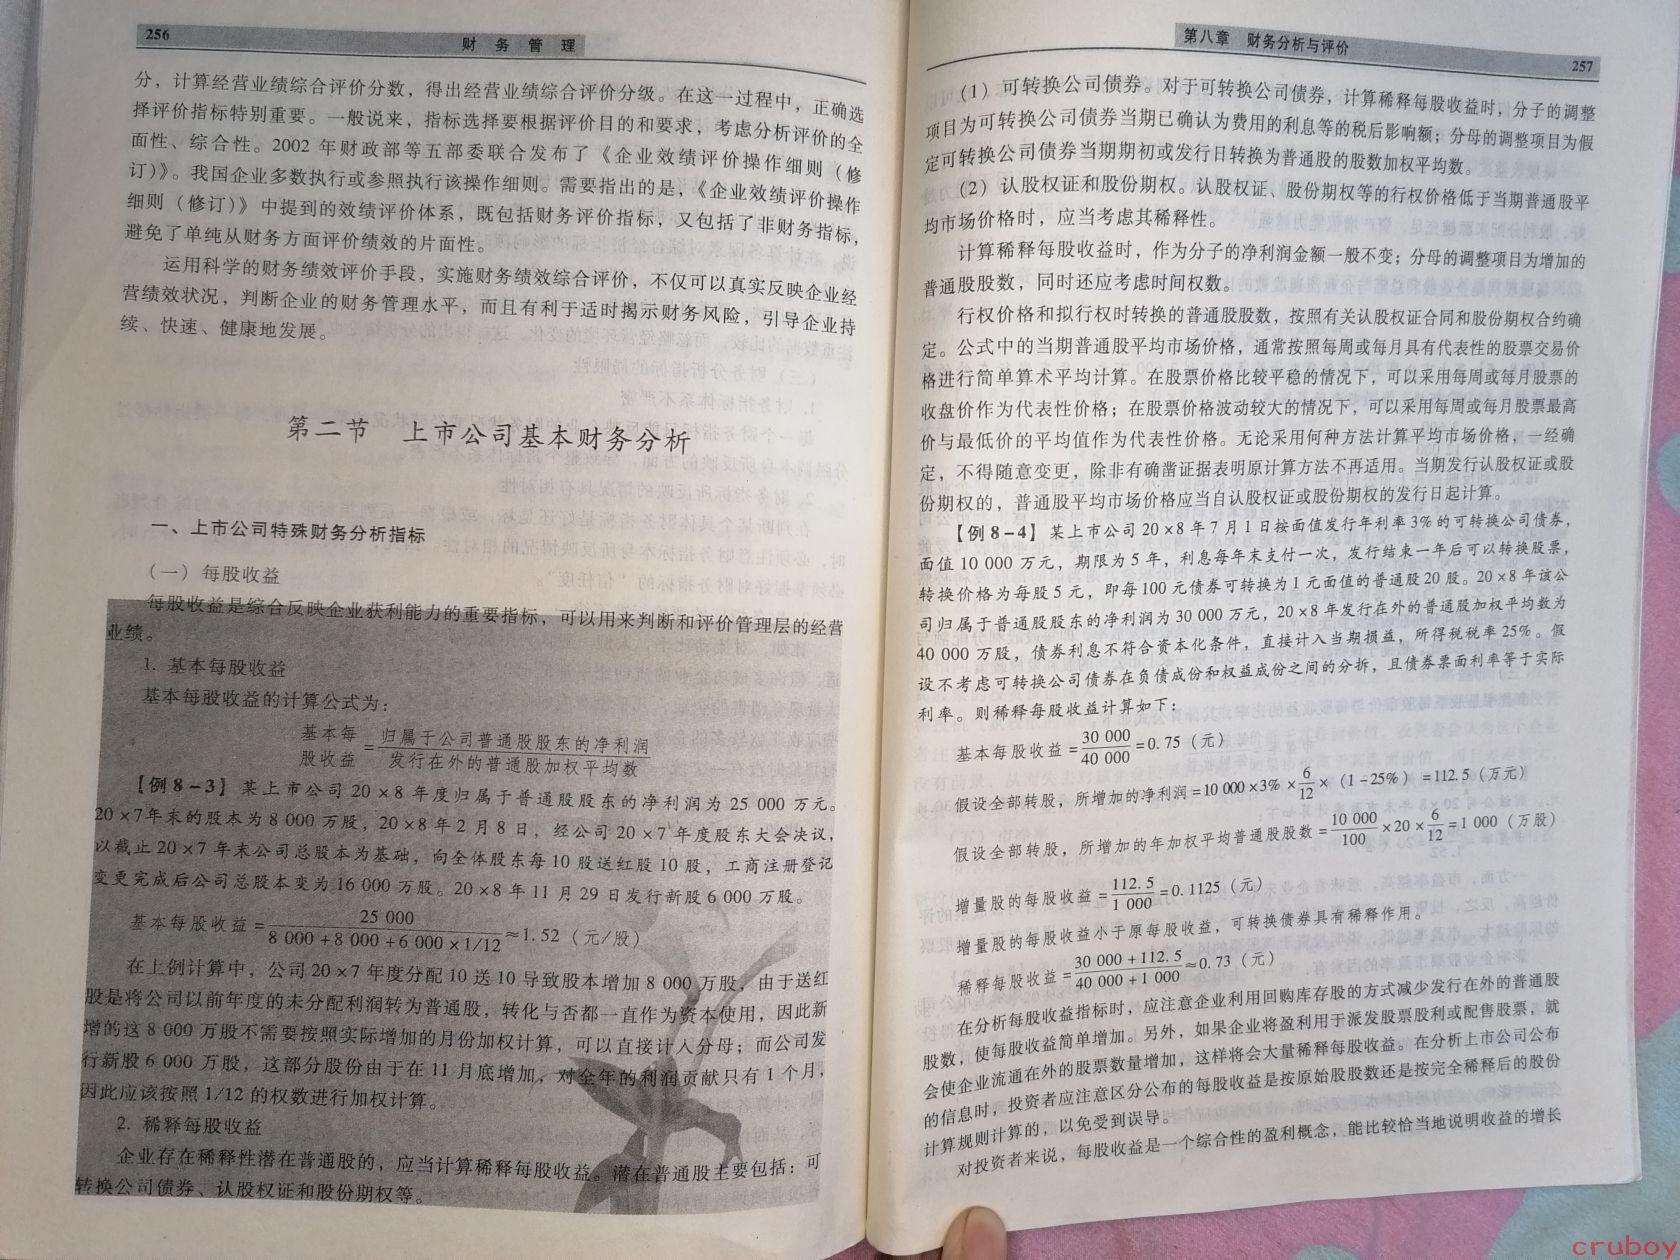 256
财 务 管 理
分，计算经营业绩综合评价分数，得出经营业绩综合评价分级。在这一过程中，正确选
择评价指标特别重要。一般说来，指标选择要根据评价目的和要求，考虑分析评价的全
面性、综合性。2002 年财政部等五部委联合发布了《企业效绩评价操作细则（修
订）》。我国企业多数执行或参照执行该操作细则。需要指出的是，《企业效绩评价操作
细则（修订）》中提到的效绩评价体系，既包括财务评价指标，又包括了非财务指标，
避免了单纯从财务方面评价绩效的片面性。
运用科学的财务绩效评价手段，实施财务绩效综合评价，不仅可以真实反映企业经
营绩效状况，判断企业的财务管理水平，而且有利于适时揭示财务风险，引导企业持
续、快速、健康地发展。
第二节 上市公司基本财务分析
一、上市公司特殊财务分析指标
（一）每股收益
每股收益是综合反映企业获利能力的重要指标，可以用来判断和评价管理层的经营
业绩。
1. 基本每股收益
基本每股收益的计算公式为：
基本每股收益 = 归属于公司普通股股东的净利润 / 发行在外的普通股加权平均数
【例 8-3】某上市公司 20×8 年度归属于普通股股东的净利润为 25 000 万元。
20×7年末的股本为 8 000 万股，20×8 年 2 月 8 日，经公司 20×7 年度股东大会决议，
以截止 20×7 年末公司总股本为基础，向全体股东每 10 股送红股 10 股，工商注册登记
变更完成后公司总股本变为 16 000 万股。20×8 年 11 月 29 日发行新股 6 000 万股。
基本每股收益 = 25 000 / (8 000+8 000+6 000×1/12) ≈1.52（元/股）
在上例计算中，公司 20×7 年度分配 10 送 10 导致股本增加 8 000 万股，由于送红
股是将公司以前年度的未分配利润转为普通股，转化与否都一直作为资本使用，因此新
增的这 8 000 万股不需要按照实际增加的月份加权计算，可以直接计入分母；而公司发
行新股 6 000 万股，这部分股份由于在 11 月底增加，对全年的利润贡献只有 1 个月，
因此应该按照 1/12 的权数进行加权计算。
2. 稀释每股收益
企业存在稀释性潜在普通股的，应当计算稀释每股收益。潜在普通股主要包括：可
转换公司债券、认股权证和股份期权等。
第八章 财务分析与评价
257
（1）可转换公司债券。对于可转换公司债券，计算稀释每股收益时，分子的调整
项目为可转换公司债券当期已确认为费用的利息等的税后影响额；分母的调整项目为假
定可转换公司债券当期期初或发行日转换为普通股的股数加权平均数。
（2）认股权证和股份期权。认股权证、股份期权等的行权价格低于当期普通股平
均市场价格时，应当考虑其稀释性。
计算稀释每股收益时，作为分子的净利润金额一般不变；分母的调整项目为增加的
普通股股数，同时还应考虑时间权数。
行权价格和拟行权时转换的普通股股数，按照有关认股权证合同和股份期权合约确
定。公式中的当期普通股平均市场价格，通常按照每周或每月具有代表性的股票交易价
格进行简单算术平均计算。在股票价格比较平稳的情况下，可以采用每周或每月股票的
收盘价作为代表性价格；在股票价格波动较大的情况下，可以采用每周或每月股票最高
价与最低价的平均值作为代表性价格。无论采用何种方法计算平均市场价格，一经确
定，不得随意变更，除非有确凿证据表明原计算方法不再适用。当期发行认股权证或股
份期权的，普通股平均市场价格应当自认股权证或股份期权的发行日起计算。
【例 8-4】某上市公司 20×8 年 7 月 1 日按面值发行年利率 3%的可转换公司债券，
面值 10 000 万元，期限为 5 年，利息每年末支付一次，发行结束一年后可以转换股票，
转换价格为每股 5 元，即每 100 元债券可转换为 1 元面值的普通股 20 股。20×8 年该公
司归属于普通股股东的净利润为 30 000 万元，20×8 年发行在外的普通股加权平均数为
40 000 万股，债券利息不符合资本化条件，直接计入当期损益，所得税税率 25%。假
设不考虑可转换公司债券在负债成份和权益成份之间的分拆，且债券票面利率等于实际
利率。则稀释每股收益计算如下：
基本每股收益 = 30 000 / 40 000 =0.75（元）
假设全部转股，所增加的净利润 =10 000×3%× 6/12 ×（1-25%）=112.5（万元）
假设全部转股，所增加的年加权平均普通股股数 = 10 000/100 ×20× 6/12 =1 000（万股）
增量股的每股收益 = 112.5 / 1 000 =0.1125（元）
增量股的每股收益小于原每股收益，可转换债券具有稀释作用。
稀释每股收益 = (30 000+112.5) / (40 000+1 000) ≈0.73（元）
在分析每股收益指标时，应注意企业利用回购库存股的方式减少发行在外的普通股
股数，使每股收益简单增加。另外，如果企业将盈利用于派发股票股利或配售股票，就
会使企业流通在外的股票数量增加，这样将会大量稀释每股收益。在分析上市公司公布
的信息时，投资者应注意区分公布的每股收益是按原始股股数还是按完全稀释后的股份
计算规则计算的，以免受到误导。
对投资者来说，每股收益是一个综合性的盈利概念，能比较恰当地说明收益的增长
cruboy